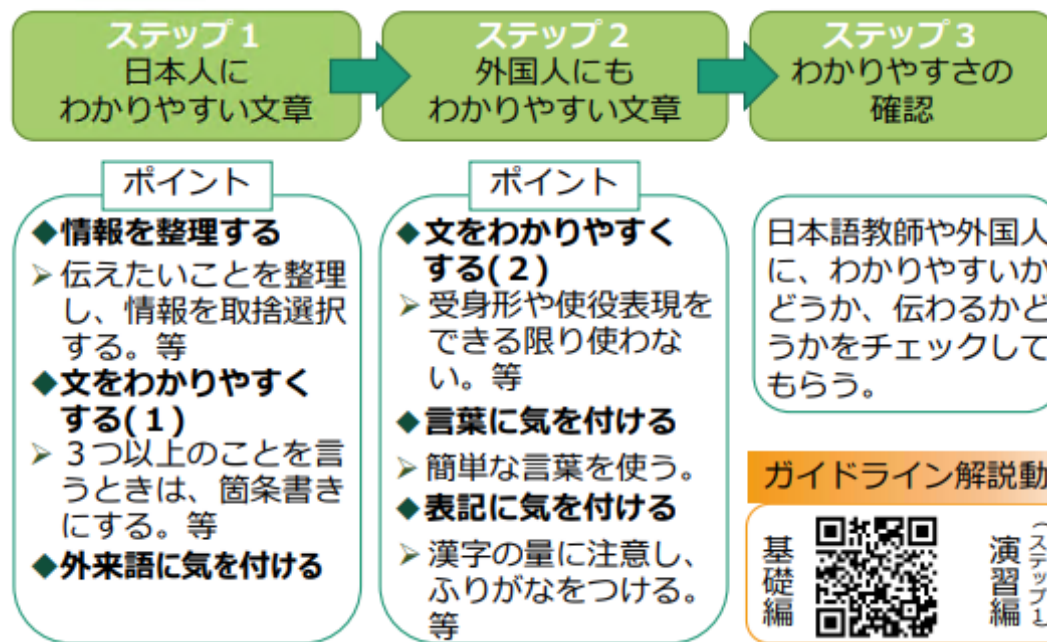 ステップ１
日本人に
わかりやすい文章
ステップ２
外国人にも
わかりやすい文章
ステップ３
わかりやすさの
確認
ポイント
◆情報を整理する
➢ 伝えたいことを整理
し、情報を取捨選択
する。等
◆文をわかりやすく
する(１)
➢ ３つ以上のことを言
うときは、箇条書き
にする。等
◆外来語に気を付ける
ポイント
◆文をわかりやすく
する(２)
➢ 受身形や使役表現を
できる限り使わな
い。等
◆言葉に気を付ける
➢ 簡単な言葉を使う。
◆表記に気を付ける
➢ 漢字の量に注意し、
ふりがなをつける。
等
日本語教師や外国人
に、わかりやすいか
どうか、伝わるかど
うかをチェックして
もらう。
ガイドライン解説動
基礎編
演習編
（ステップ1）